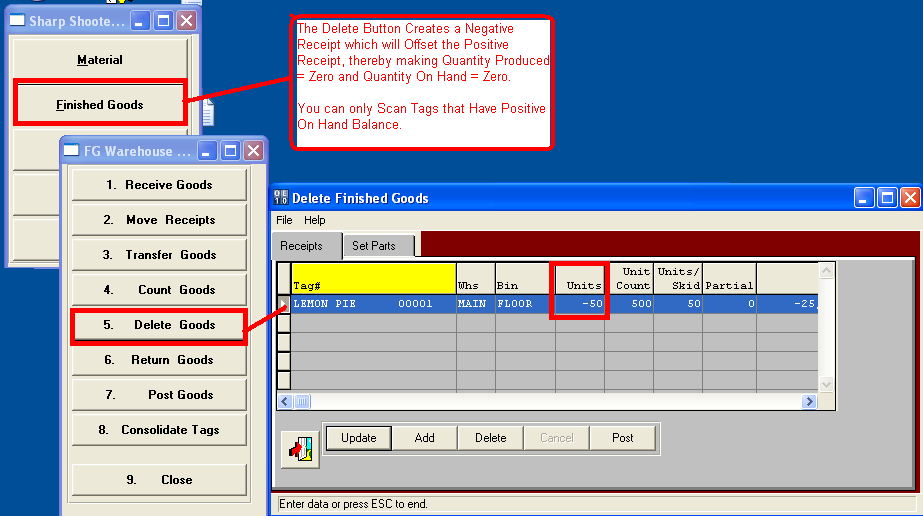 Sharp Shoote...
Material
Finished Goods
The Delete Button Creates a Negative
Receipt which will Offset the Positive
Receipt, thereby making Quantity Produced
= Zero and Quantity On Hand = Zero.
You can only Scan Tags that Have Positive
On Hand Balance.
FG Warehouse ...
1. Receive Goods
2. Move Receipts
3. Transfer Goods
4. Count Goods
5. Delete Goods
6. Return Goods
7. Post Goods
8. Consolidate Tags
9. Close
Delete Finished Goods
File Help
Receipts Set Parts
Unit Units/
Tag# Whs Bin Units Count Skid Partial
LEMON PIE 00001 MAIN FLOOR -50 500 50 0 -25,
Update Add Delete Cancel Post
Enter data or press ESC to end.